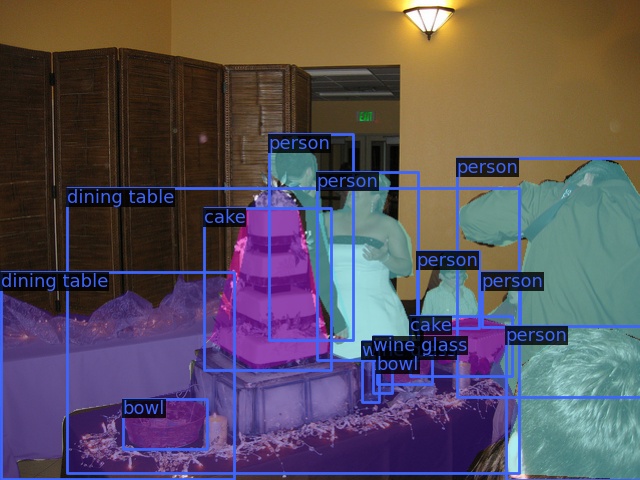 person
person
person
dining table
cake
person
dining table
person
cake
person
wine glass
bowl
bowl